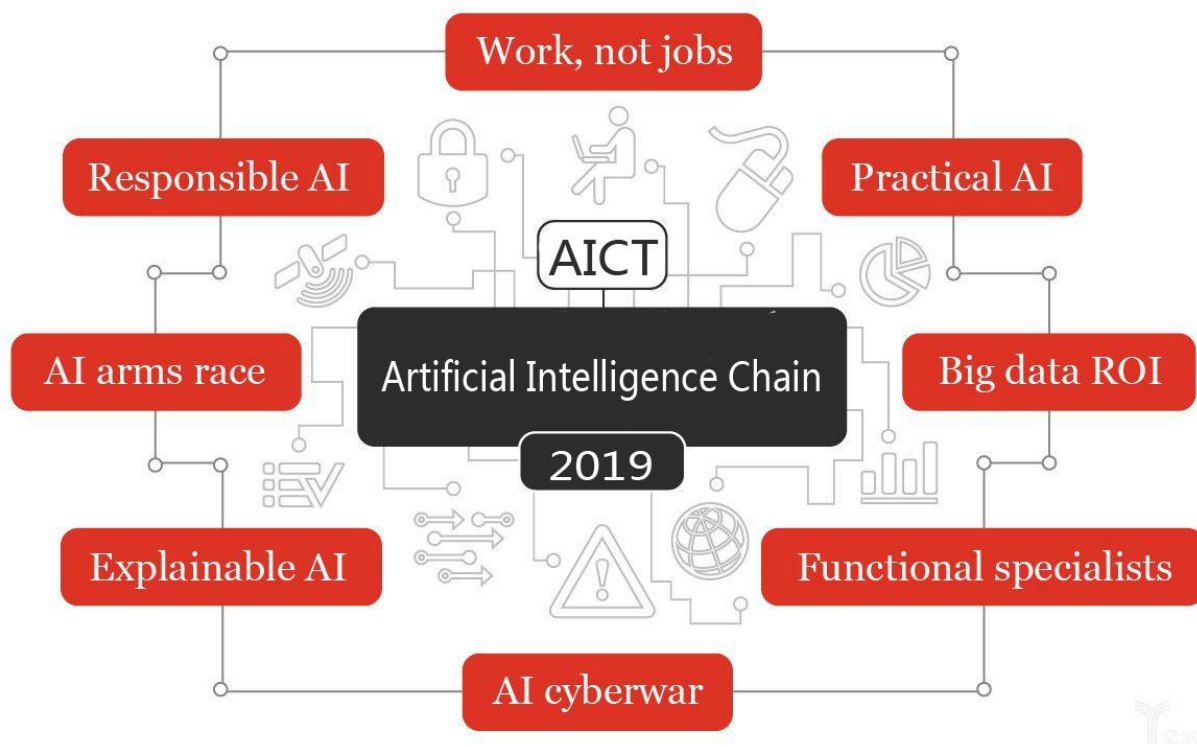 Work, not jobs
Responsible AI
Practical AI
AICT
AI arms race
Artificial Intelligence Chain
Big data ROI
2019
Explainable AI
Functional specialists
AI cyberwar